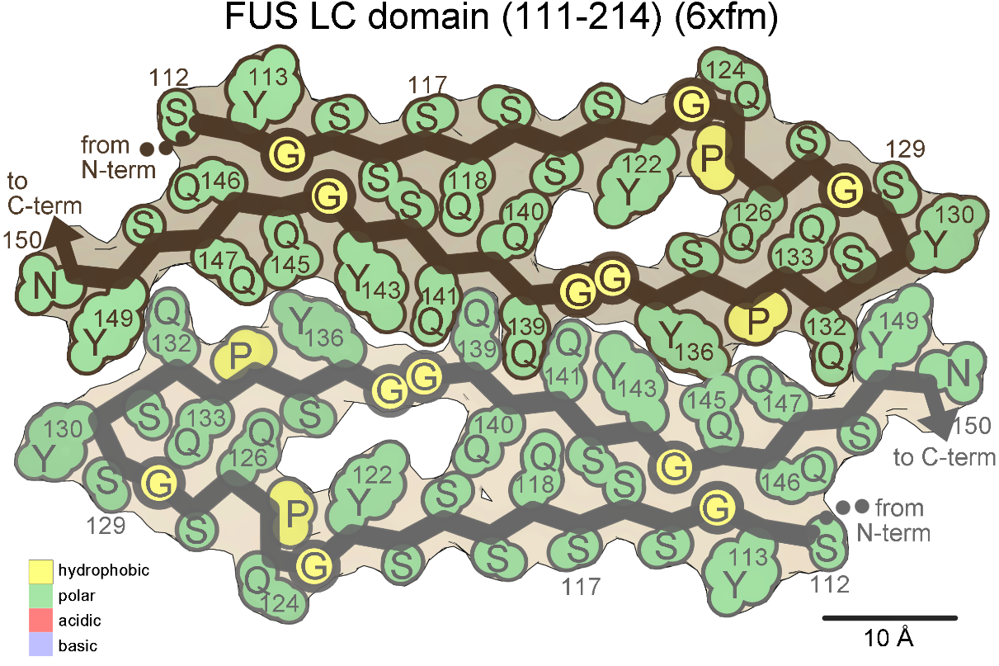 FUS LC domain (111-214) (6xfm)
112 113 117 124
S Y S S S S G Q
from
N-term
G P S 129
to
C-term
Q 146 G S S 118 Q S 122 Y G S
S Q 140 Q 126 Q Q 133 S 130 Y
150
N 147 Q 145 Y 143 141 Q G G S P
149 Y 139 Q Y 136 132 Q
Q 132 P Y 136 Q 139 Q 141 Y 143 Q 147 149 Y N
G G 145 Q
S 133 Q Q 126 S 140 Q Q 118 S S G 146 Q S 150
130 Y to C-term
S G P 122 Y S G from
N-term
129 S G S S S S 113 Y S
Q 124 117 112
hydrophobic
polar
acidic
basic
10 Å